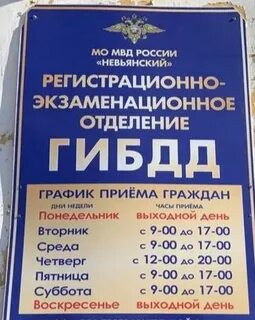 МО МВД РОССИИ
«НЕВЬЯНСКИЙ»
РЕГИСТРАЦИОННО-
ЭКЗАМЕНАЦИОННОЕ
ОТДЕЛЕНИЕ
ГИБДД
ГРАФИК ПРИЁМА ГРАЖДАН
ДНИ НЕДЕЛИ ЧАСЫ ПРИЁМА
Понедельник выходной день
Вторник с 9-00 до 17-00
Среда с 9-00 до 17-00
Четверг с 12-00 до 20-00
Пятница с 9-00 до 17-00
Суббота с 9-00 до 17-00
Воскресенье выходной день